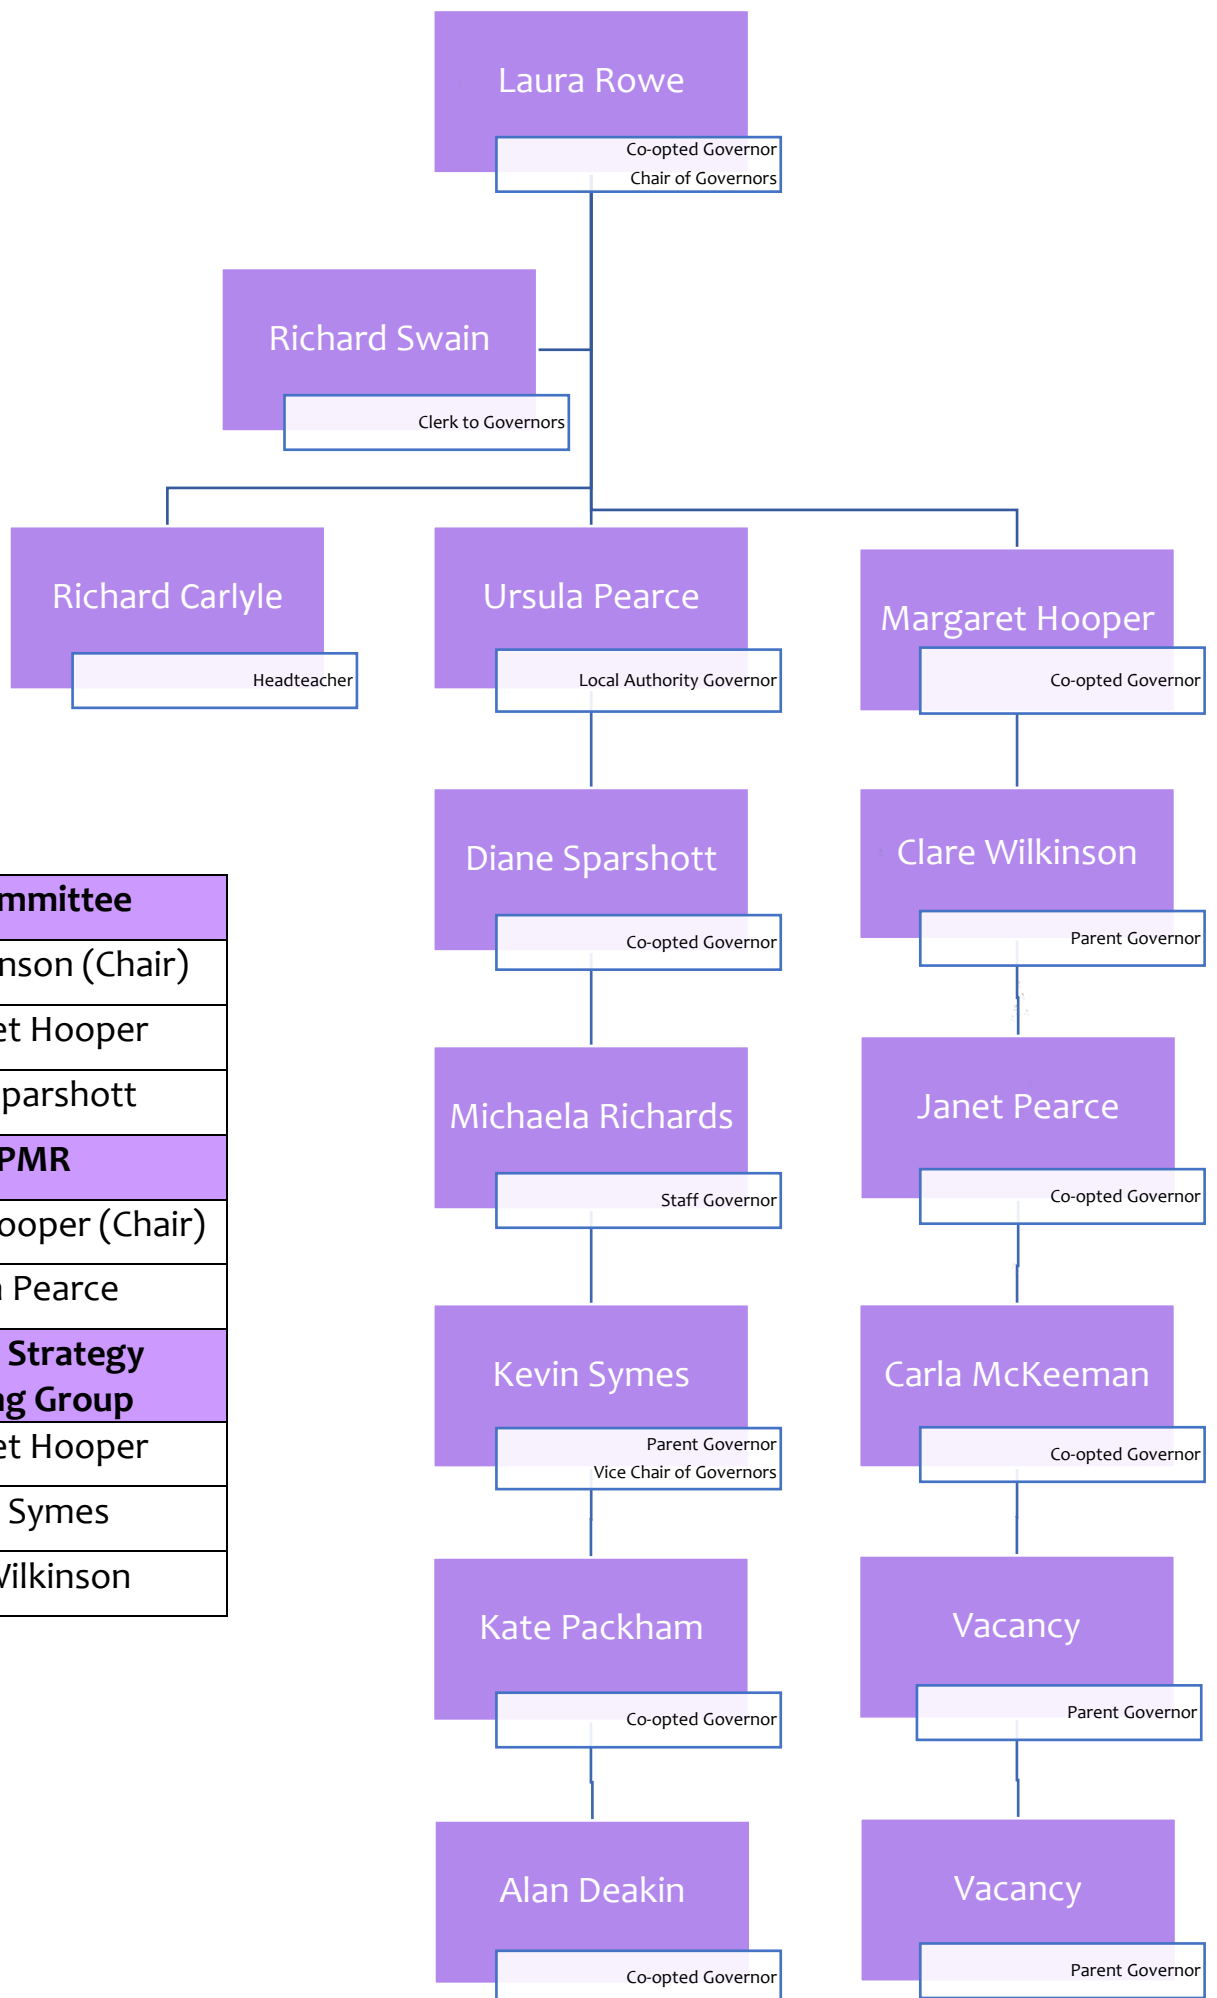 Laura Rowe
Co-opted Governor
Chair of Governors
Richard Swain
Clerk to Governors
Richard Carlyle
Headteacher
Ursula Pearce
Local Authority Governor
Margaret Hooper
Co-opted Governor
Diane Sparshott
Co-opted Governor
Clare Wilkinson
Parent Governor
Michaela Richards
Staff Governor
Janet Pearce
Co-opted Governor
Kevin Symes
Parent Governor
Vice Chair of Governors
Carla McKeeman
Co-opted Governor
Kate Packham
Co-opted Governor
Vacancy
Parent Governor
Alan Deakin
Co-opted Governor
Vacancy
Parent Governor
mmittee
nson (Chair)
et Hooper
parshott
PMR
ooper (Chair)
Pearce
Strategy
g Group
et Hooper
Symes
Wilkinson